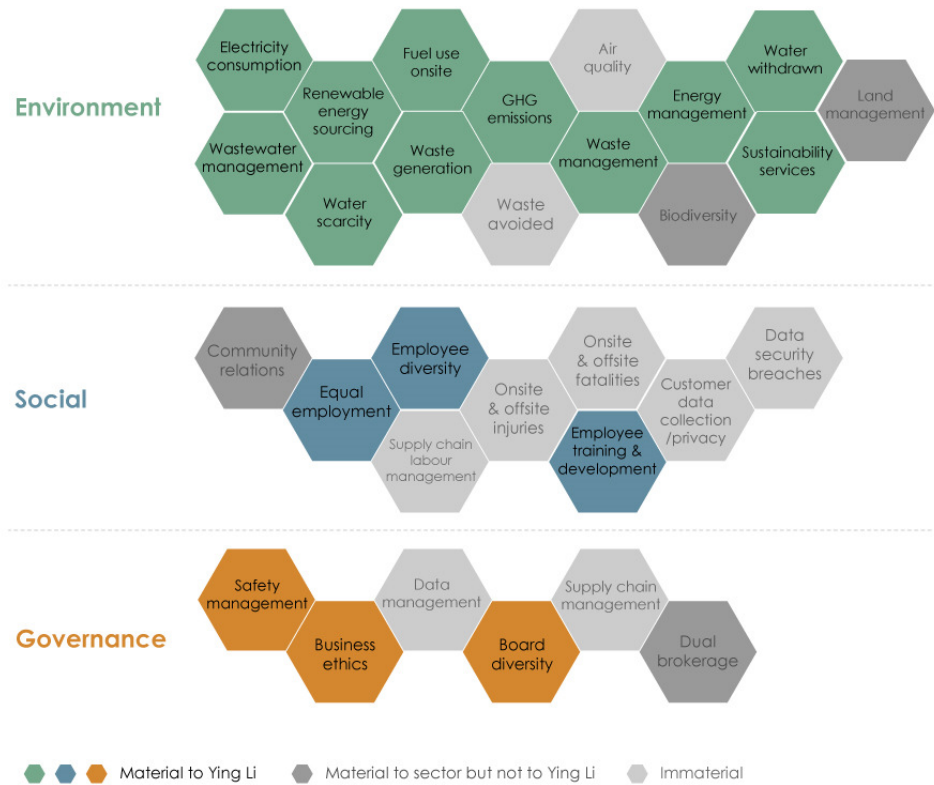 Environment
Electricity
consumption
Renewable
energy
sourcing
Fuel use
onsite
GHG
emissions
Air
quality
Energy
management
Water
withdrawn
Land
management
Wastewater
management
Water
scarcity
Waste
generation
Waste
avoided
Waste
management
Biodiversity
Sustainability
services
Social
Community
relations
Equal
employment
Employee
diversity
Supply chain
labour
management
Onsite
& offsite
injuries
Onsite
& offsite
fatalities
Employee
training &
development
Customer
data
collection
/privacy
Data
security
breaches
Governance
Safety
management
Business
ethics
Data
management
Board
diversity
Supply chain
management
Dual
brokerage
Material to Ying Li
Material to sector but not to Ying Li
Immaterial